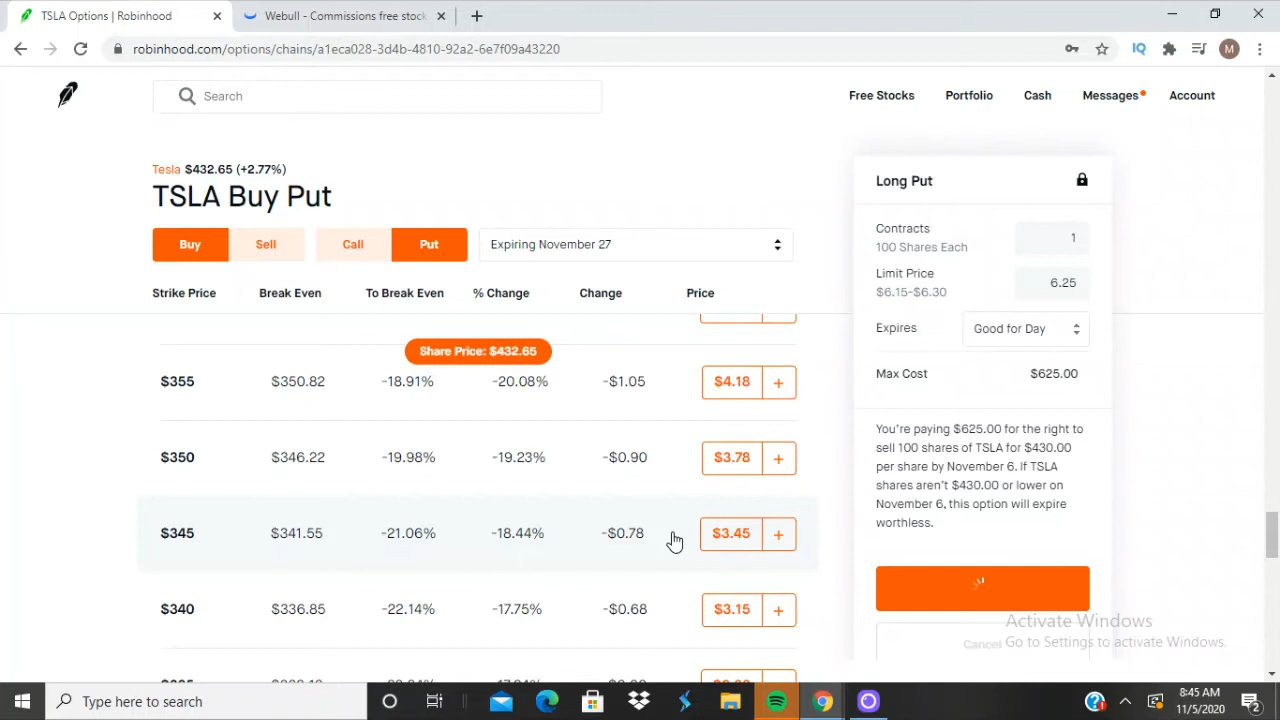 TSLA Options | Robinhood
Webull - Commissions free stock
robinhood.com/options/chains/a1eca028-3d4b-4810-92a2-6e7f09a43220
IQ
M
Search
Free Stocks Portfolio Cash Messages Account
Tesla $432.65 (+2.77%)
TSLA Buy Put
Buy Sell Call Put Expiring November 27
Strike Price Break Even To Break Even % Change Change Price
Share Price: $432.65
$355 $350.82 -18.91% -20.08% -$1.05 $4.18 +
$350 $346.22 -19.98% -19.23% -$0.90 $3.78 +
$345 $341.55 -21.06% -18.44% -$0.78 $3.45 +
$340 $336.85 -22.14% -17.75% -$0.68 $3.15 +
Long Put
Contracts 1
100 Shares Each
Limit Price 6.25
$6.15-$6.30
Expires Good for Day
Max Cost $625.00
You're paying $625.00 for the right to
sell 100 shares of TSLA for $430.00
per share by November 6. If TSLA
shares aren't $430.00 or lower on
November 6, this option will expire
worthless.
Cancel
Activate Windows
Go to Settings to activate Windows.
Type here to search
8:45 AM
11/5/2020
2